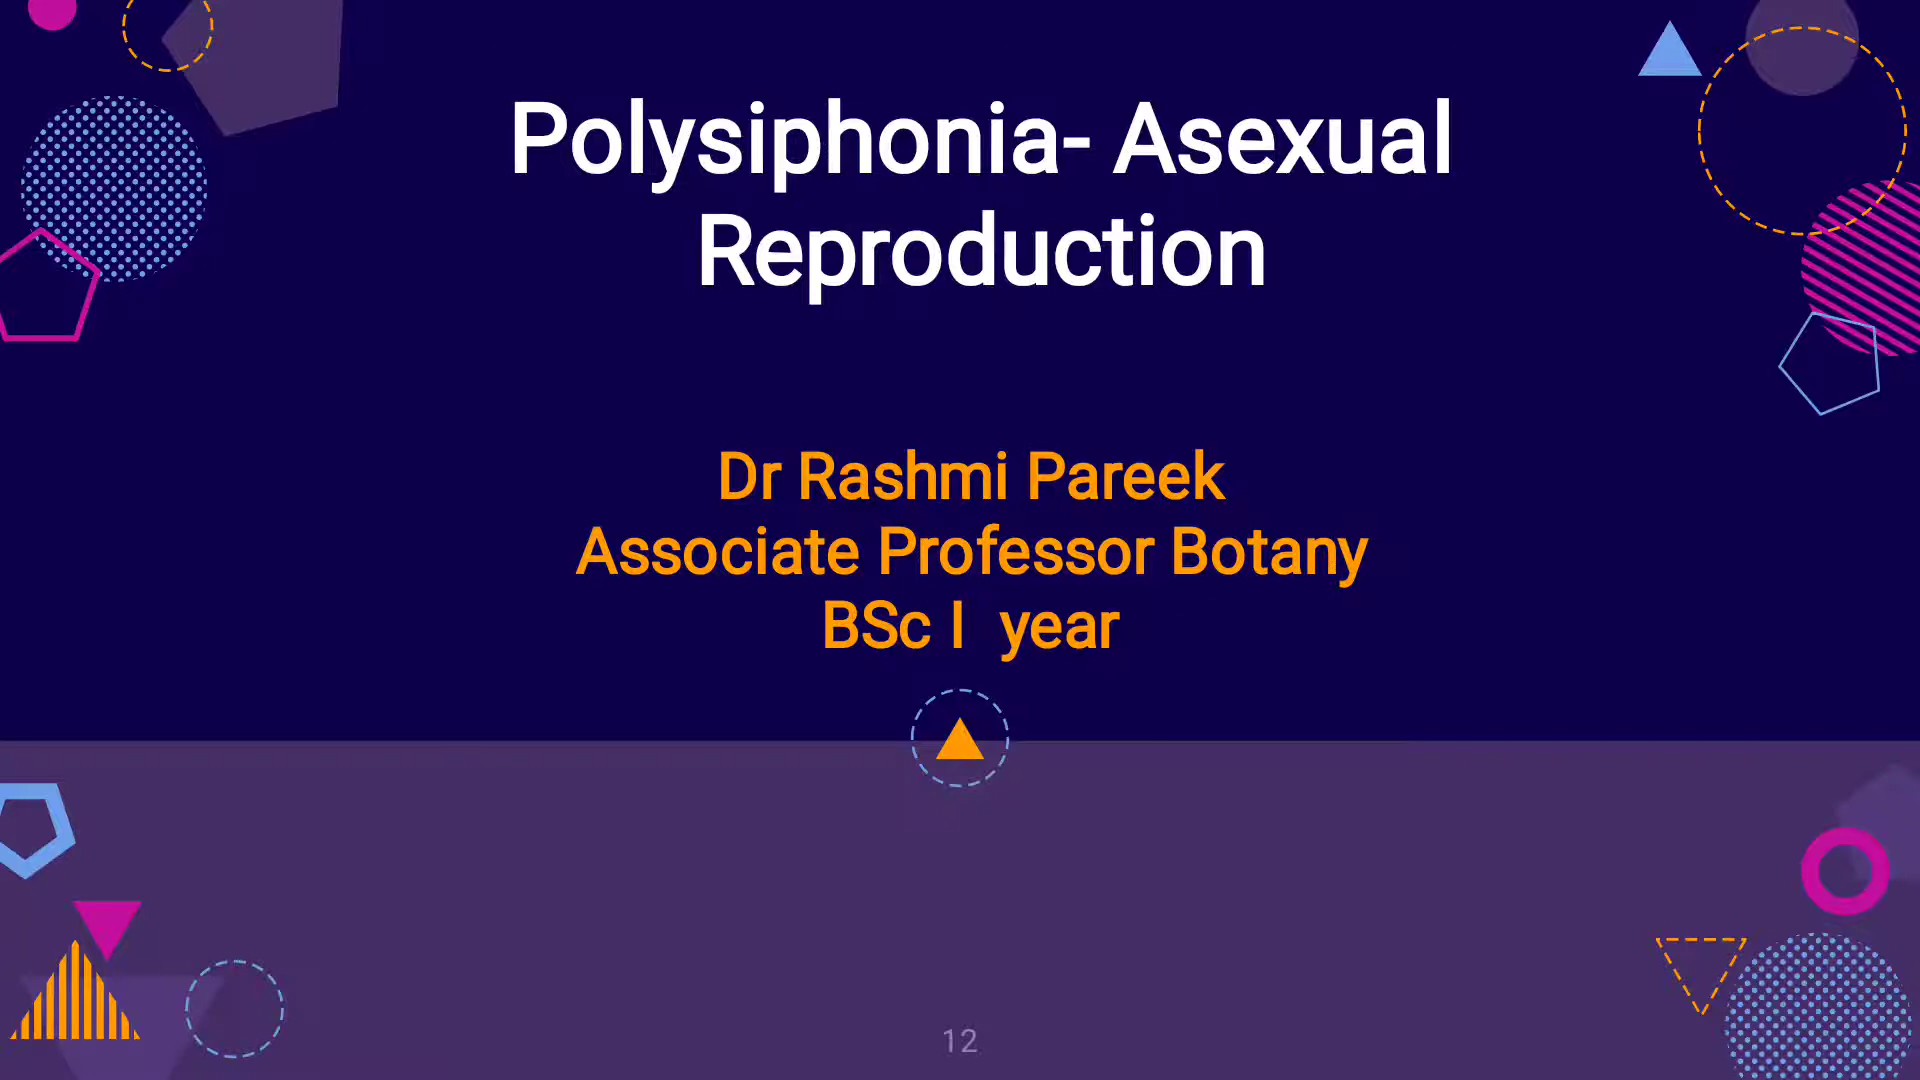 Polysiphonia- Asexual
Reproduction
Dr Rashmi Pareek
Associate Professor Botany
BSc I  year
12